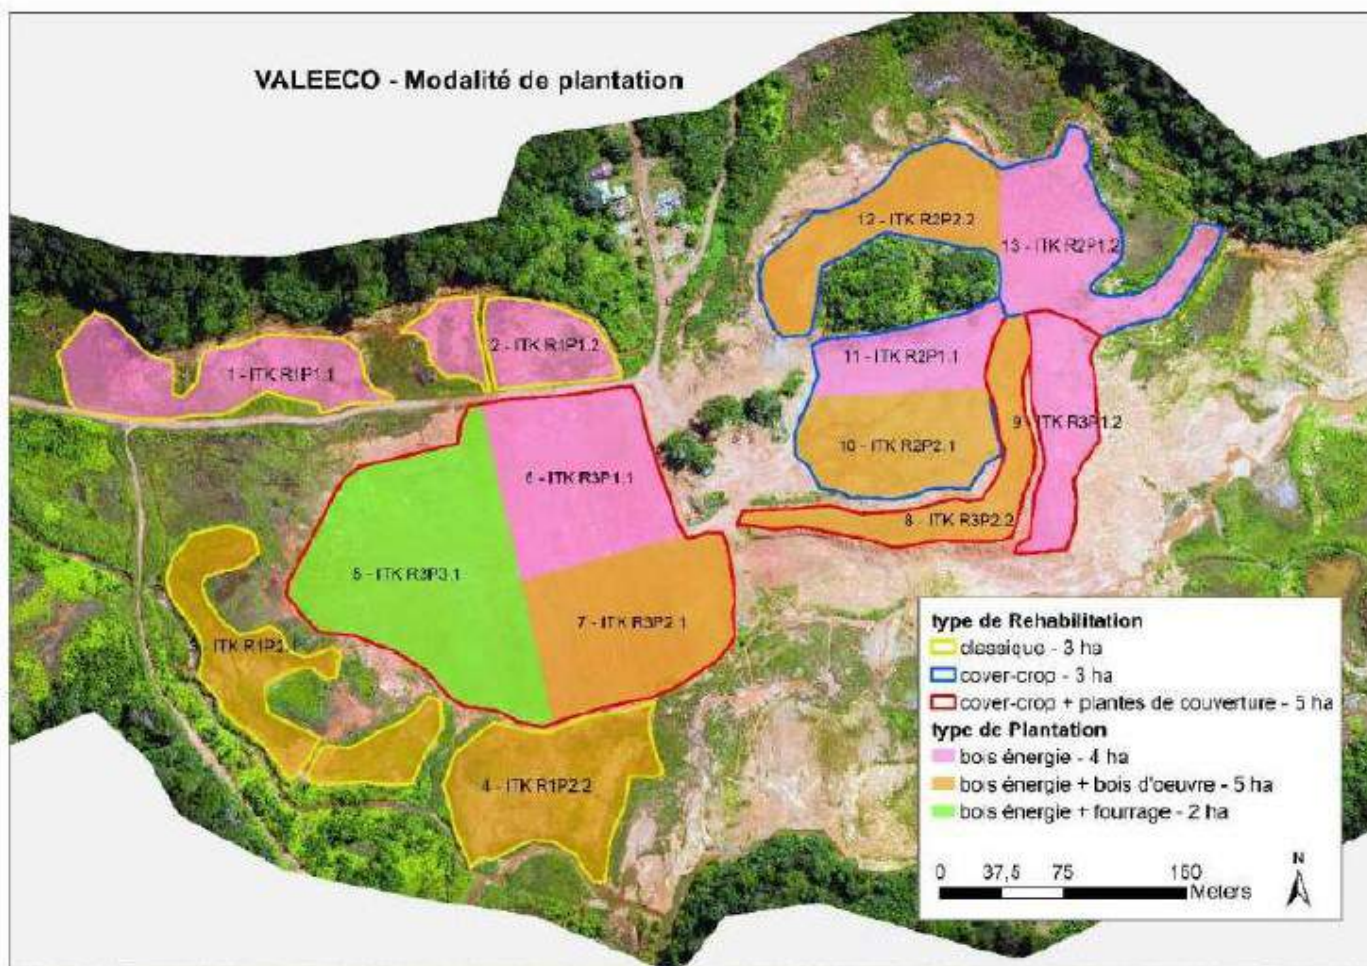 VALEECO - Modalité de plantation
12 - ITK R2P2.2
13 - ITK R2P1.2
2 - ITK R1P1.2
1 - ITK R1P1.1
11 - ITK R2P1.1
9 - ITK R3P1.2
10 - ITK R2P2.1
6 - ITK R3P1.1
8 - ITK R3P2.2
5 - ITK R3P3.1
7 - ITK R3P2.1
ITK R1P2.1
4 - ITK R1P2.2
type de Rehabilitation
classique - 3 ha
cover-crop - 3 ha
cover-crop + plantes de couverture - 5 ha
type de Plantation
bois énergie - 4 ha
bois énergie + bois d'oeuvre - 5 ha
bois énergie + fourrage - 2 ha
N
0 37,5 75 150
Meters